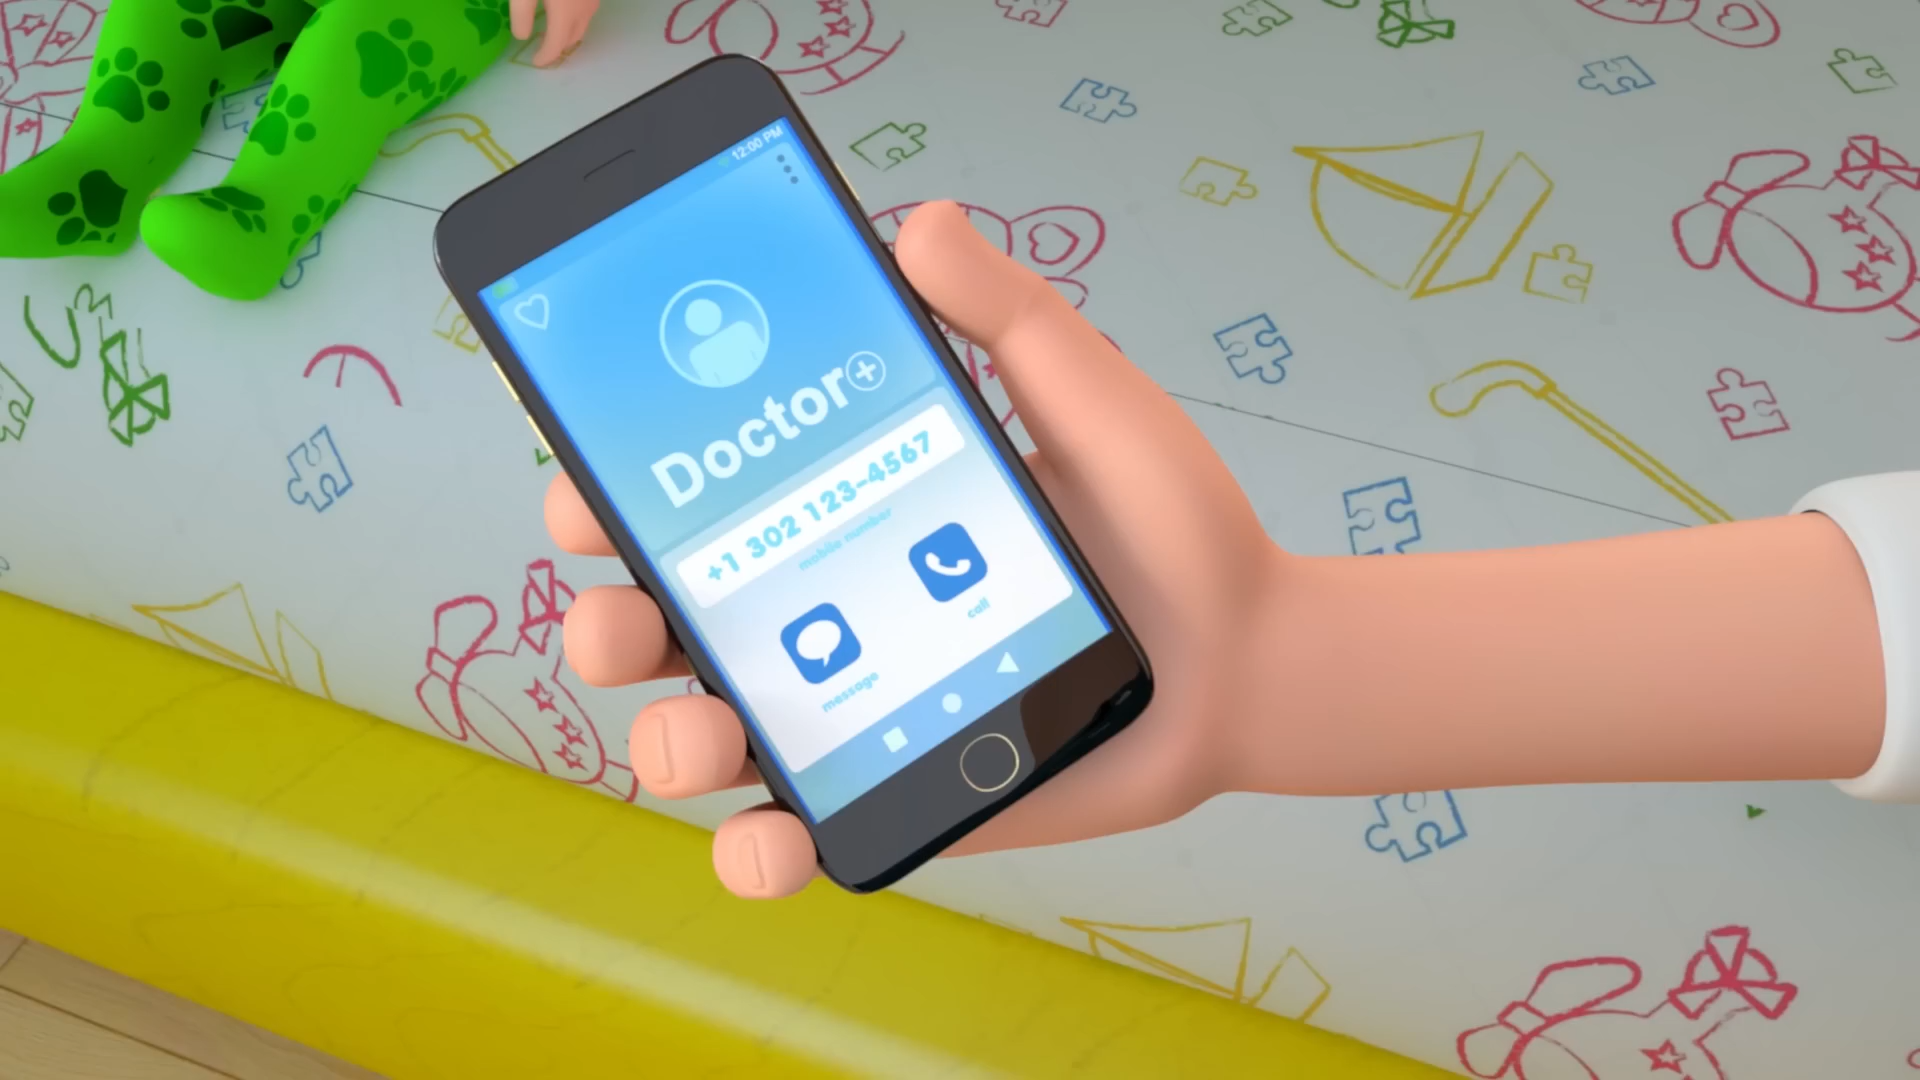 12:00 PM
Doctor
+1 302 123-4567
mobile number
message
call